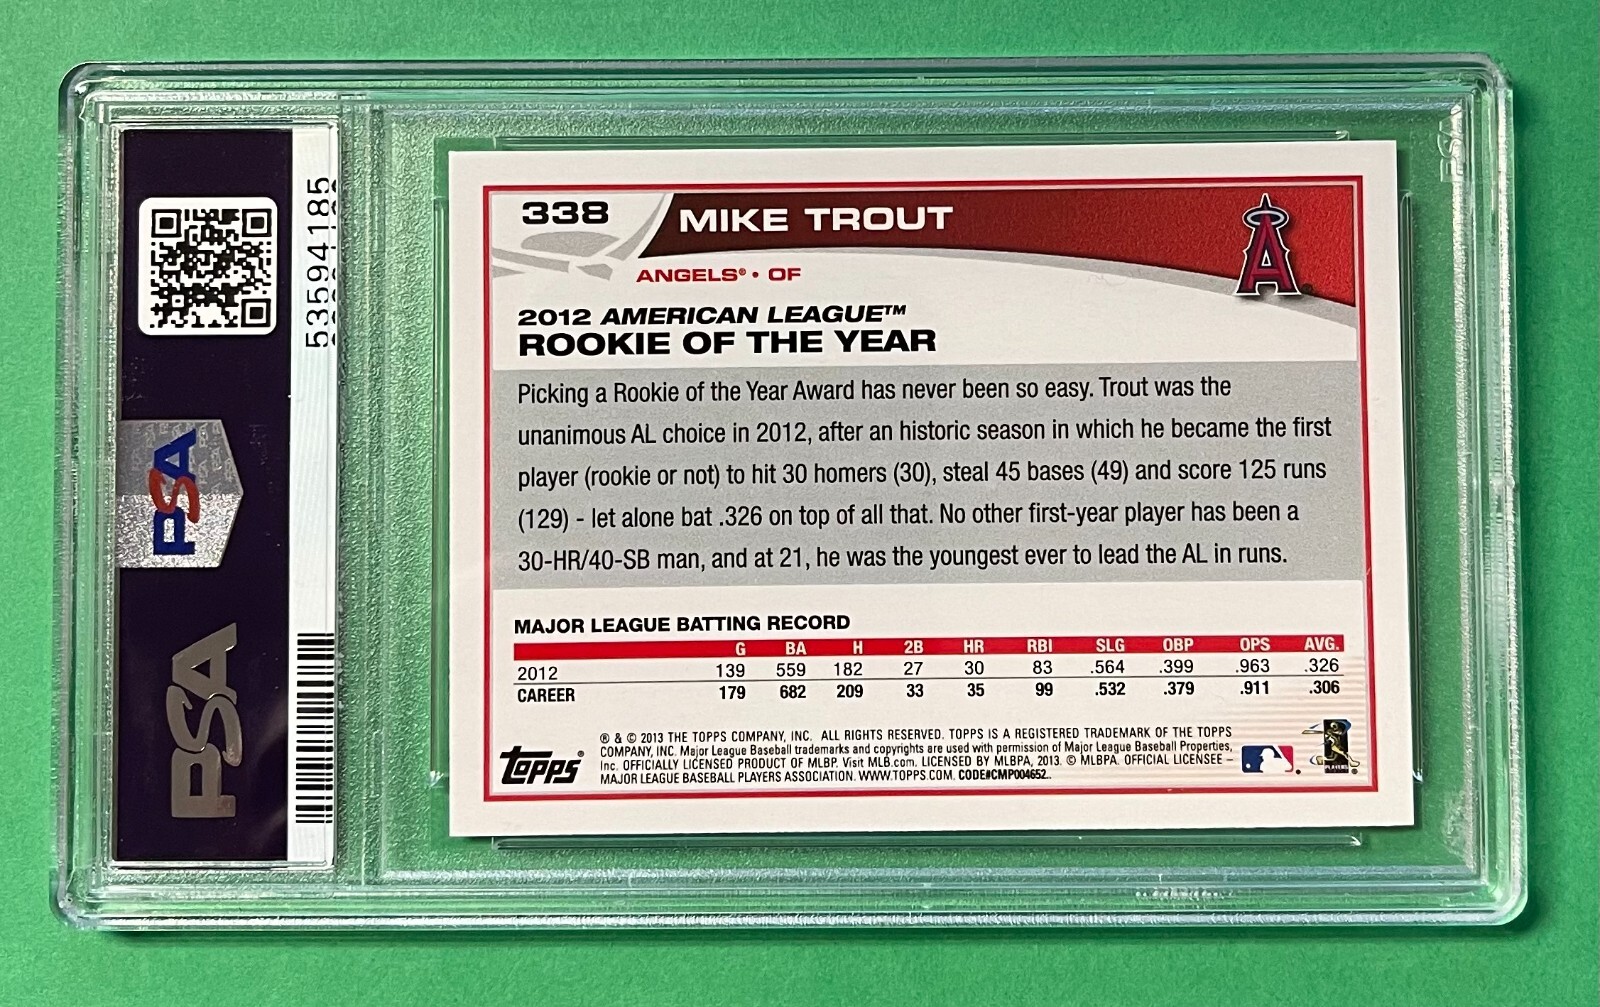 53594185
PSA
PSA
338
MIKE TROUT
A
ANGELS® • OF
2012 AMERICAN LEAGUE™
ROOKIE OF THE YEAR
Picking a Rookie of the Year Award has never been so easy. Trout was the
unanimous AL choice in 2012, after an historic season in which he became the first
player (rookie or not) to hit 30 homers (30), steal 45 bases (49) and score 125 runs
(129) - let alone bat .326 on top of all that. No other first-year player has been a
30-HR/40-SB man, and at 21, he was the youngest ever to lead the AL in runs.
MAJOR LEAGUE BATTING RECORD
G BA H 2B HR RBI SLG OBP OPS AVG.
2012 139 559 182 27 30 83 .564 .399 .963 .326
CAREER 179 682 209 33 35 99 .532 .379 .911 .306
Topps®
® & © 2013 THE TOPPS COMPANY, INC. ALL RIGHTS RESERVED. TOPPS IS A REGISTERED TRADEMARK OF THE TOPPS
COMPANY, INC. Major League Baseball trademarks and copyrights are used with permission of Major League Baseball Properties,
Inc. OFFICIALLY LICENSED PRODUCT OF MLBP. Visit MLB.com. LICENSED BY MLBPA, 2013. © MLBPA. OFFICIAL LICENSEE –
MAJOR LEAGUE BASEBALL PLAYERS ASSOCIATION. WWW.TOPPS.COM. CODE#CMP004652.